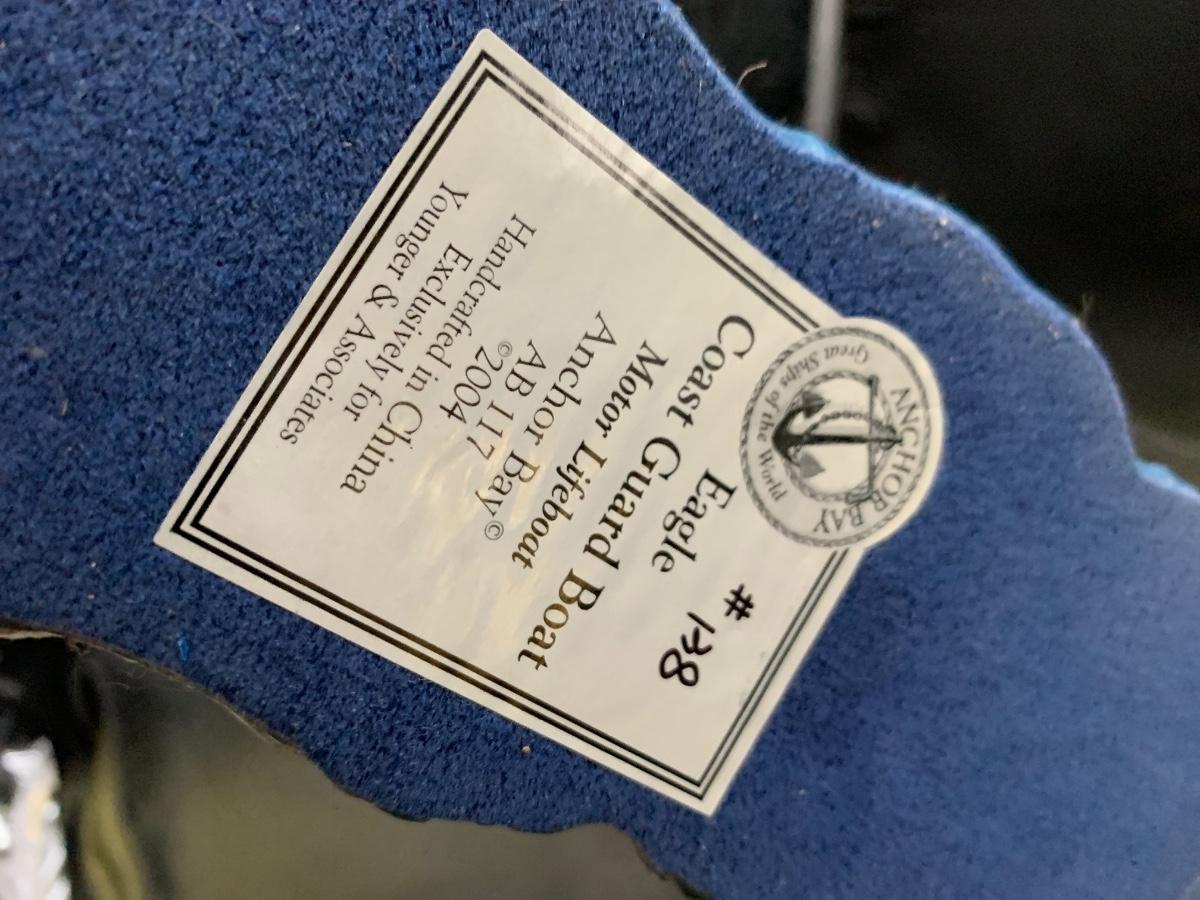 ANCHOR BAY
Great Ships of the World
# 138
Eagle
Coast Guard Boat
Motor Lifeboat
Anchor Bay©
AB 117
©2004
Handcrafted in China
Exclusively for
Younger & Associates